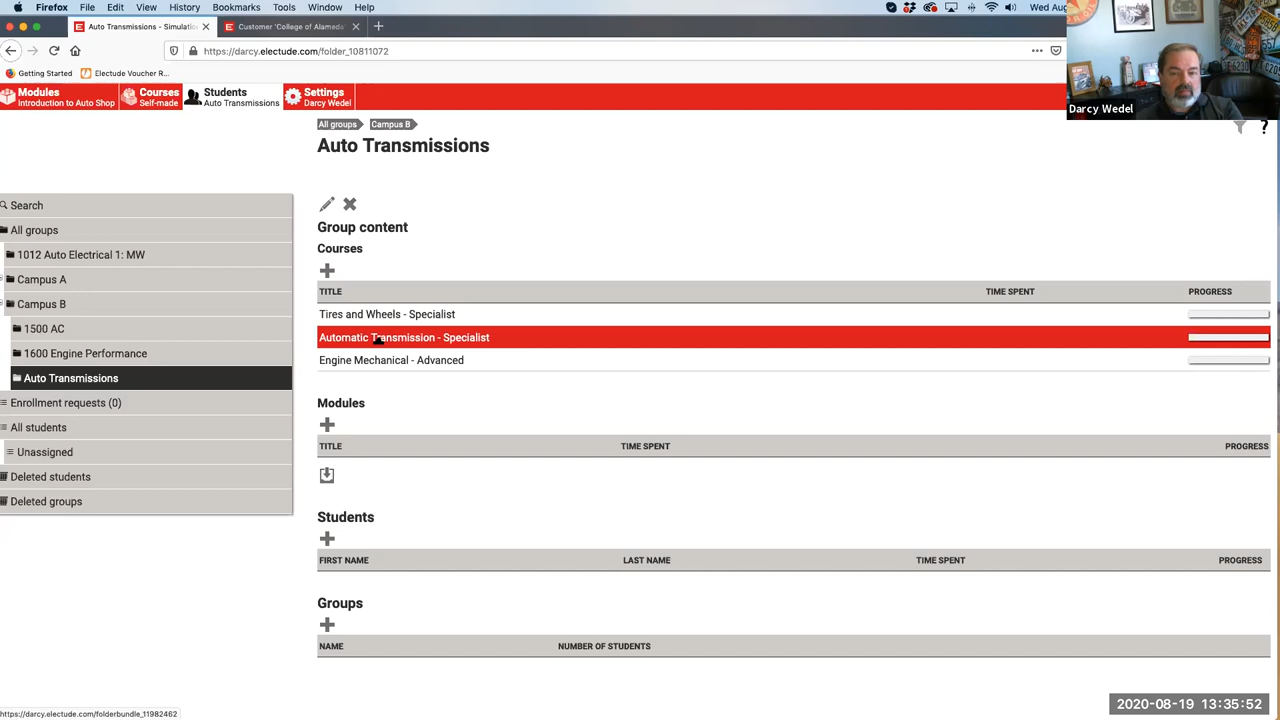 Firefox File Edit View History Bookmarks Tools Window Help Wed Aug
Auto Transmissions - Simulatio
Customer 'College of Alameda'
https://darcy.electude.com/folder_10811072
Getting Started Electude Voucher R...
Modules Courses Students Settings
Introduction to Auto Shop Self-made Auto Transmissions Darcy Wedel
Darcy Wedel
All groups Campus B
?
Auto Transmissions
Search
All groups
1012 Auto Electrical 1: MW
Campus A
Campus B
1500 AC
1600 Engine Performance
Auto Transmissions
Enrollment requests (0)
All students
Unassigned
Deleted students
Deleted groups
Group content
Courses
TITLE TIME SPENT PROGRESS
Tires and Wheels - Specialist
Automatic Transmission - Specialist
Engine Mechanical - Advanced
Modules
TITLE TIME SPENT PROGRESS
Students
FIRST NAME LAST NAME TIME SPENT PROGRESS
Groups
NAME NUMBER OF STUDENTS
https://darcy.electude.com/folderbundle_11982462
2020-08-19 13:35:52